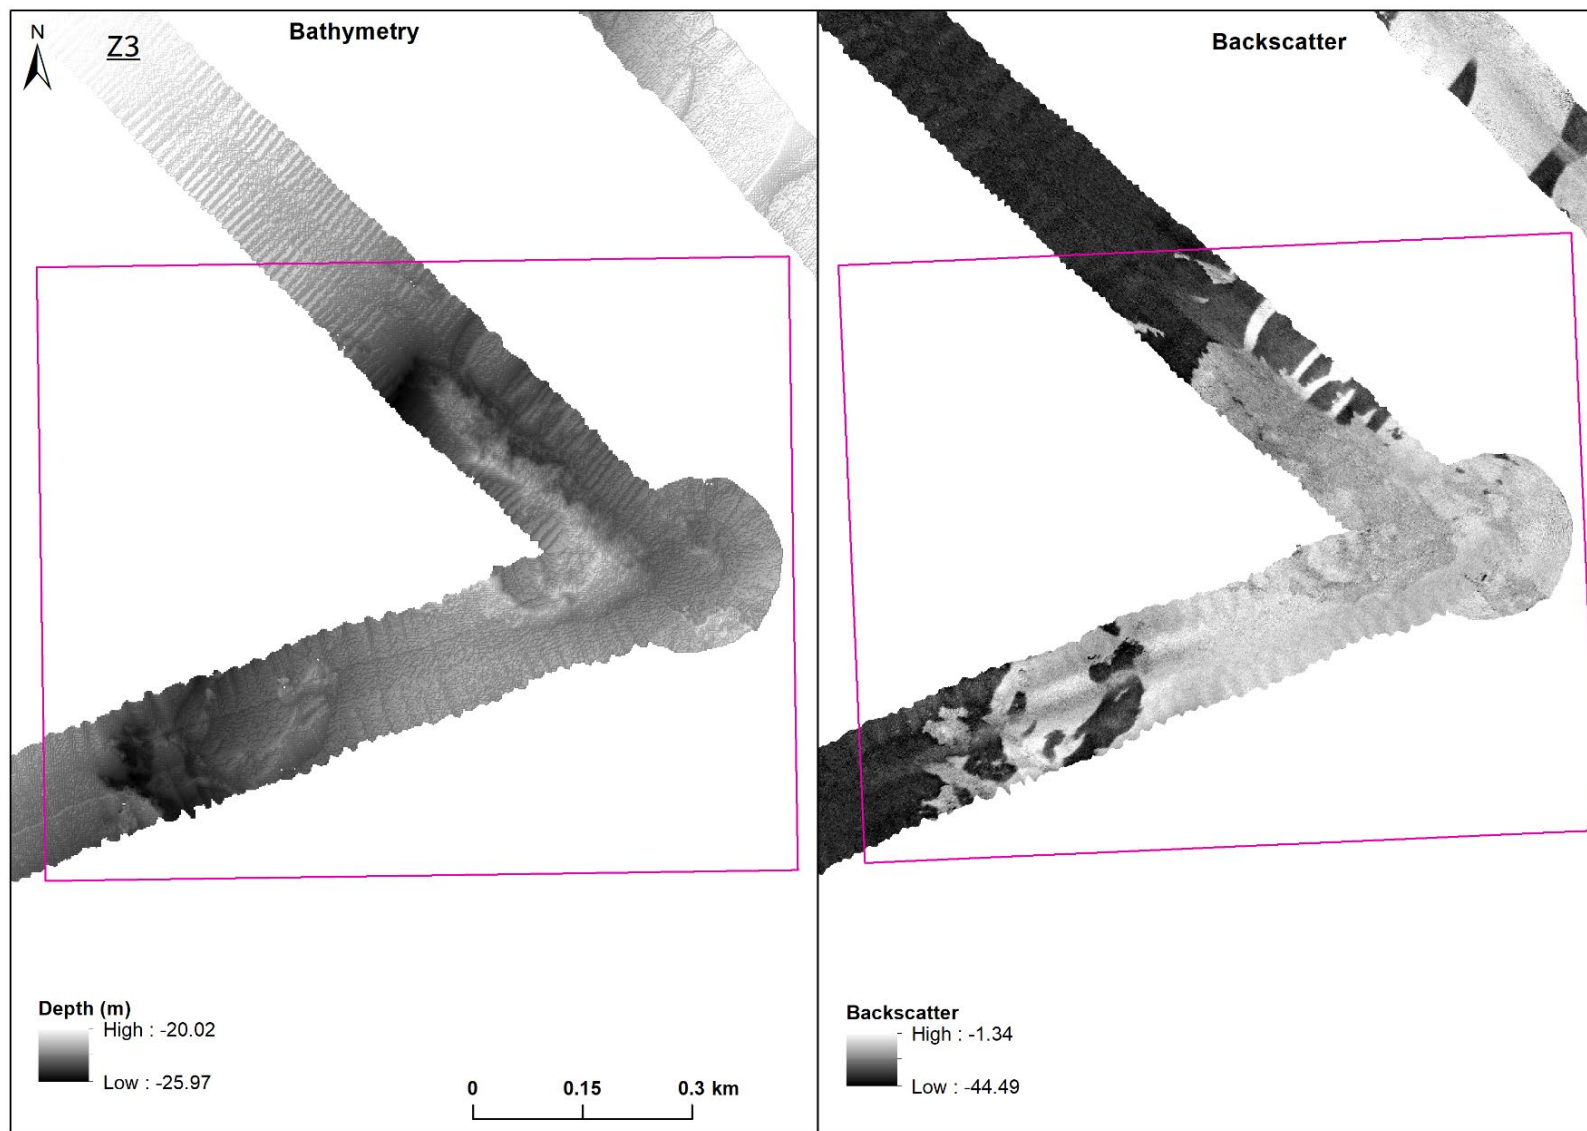 N
Z3
Bathymetry
Backscatter
Depth (m)
High : -20.02
Low : -25.97
0 0.15 0.3 km
Backscatter
High : -1.34
Low : -44.49